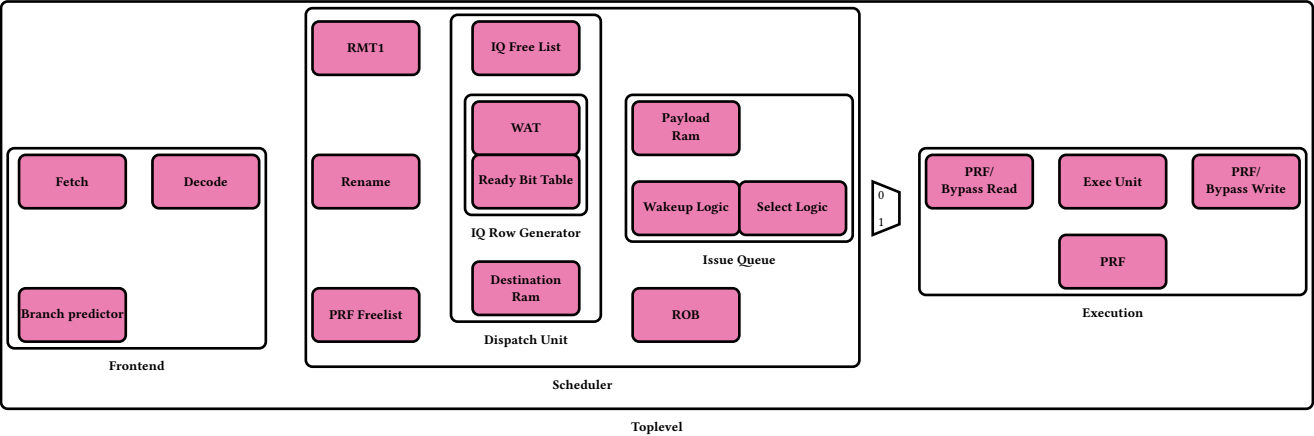 RMT1
IQ Free List
WAT
Payload
Ram
Fetch
Decode
Rename
Ready Bit Table
PRF/
Bypass Read
Exec Unit
PRF/
Bypass Write
Wakeup Logic
Select Logic
0
1
IQ Row Generator
Issue Queue
PRF
Destination
Ram
Branch predictor
PRF Freelist
ROB
Execution
Dispatch Unit
Frontend
Scheduler
Toplevel